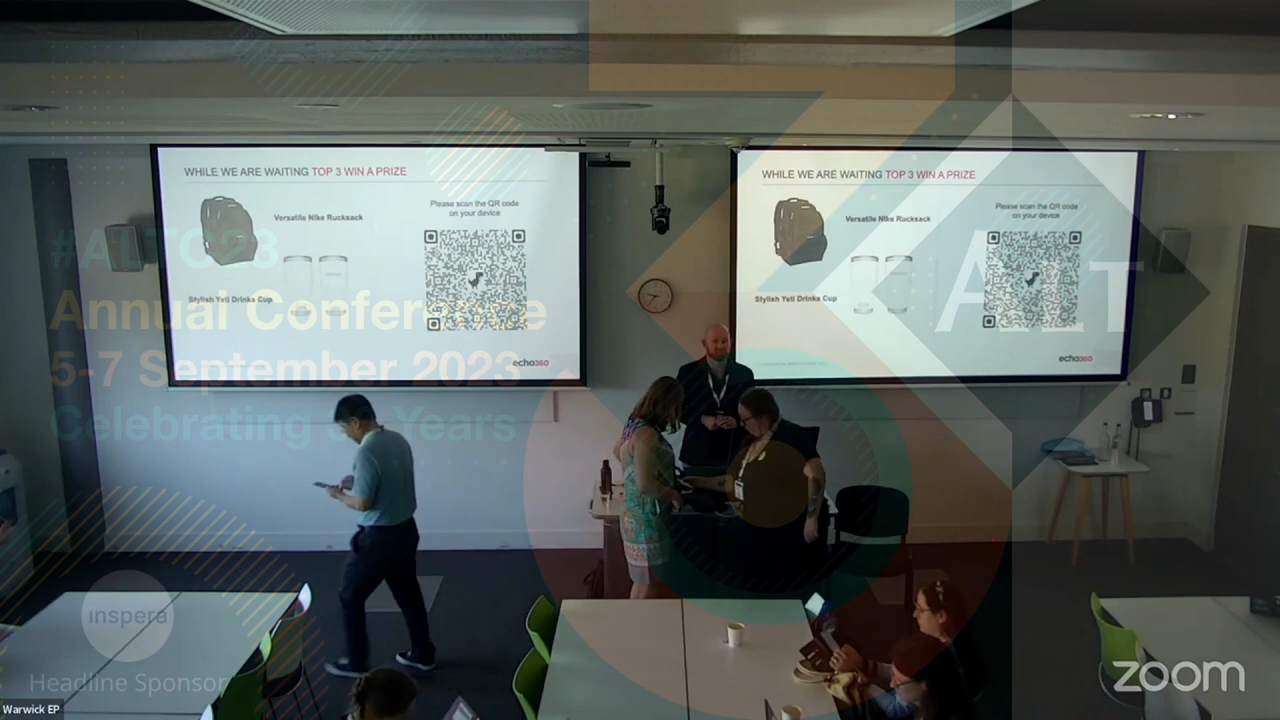 WHILE WE ARE WAITING TOP 3 WIN A PRIZE
Please scan the QR code
on your device
Versatile Nike Rucksack
Stylish Yeti Drinks Cup
echo360
WHILE WE ARE WAITING TOP 3 WIN A PRIZE
Please scan the QR code
on your device
Versatile Nike Rucksack
Stylish Yeti Drinks Cup
echo360
#ALTC23
Annual Conference
5-7 September 2023
Celebrating Years
ALT
inspera
Headline Sponsor
Warwick EP
zoom